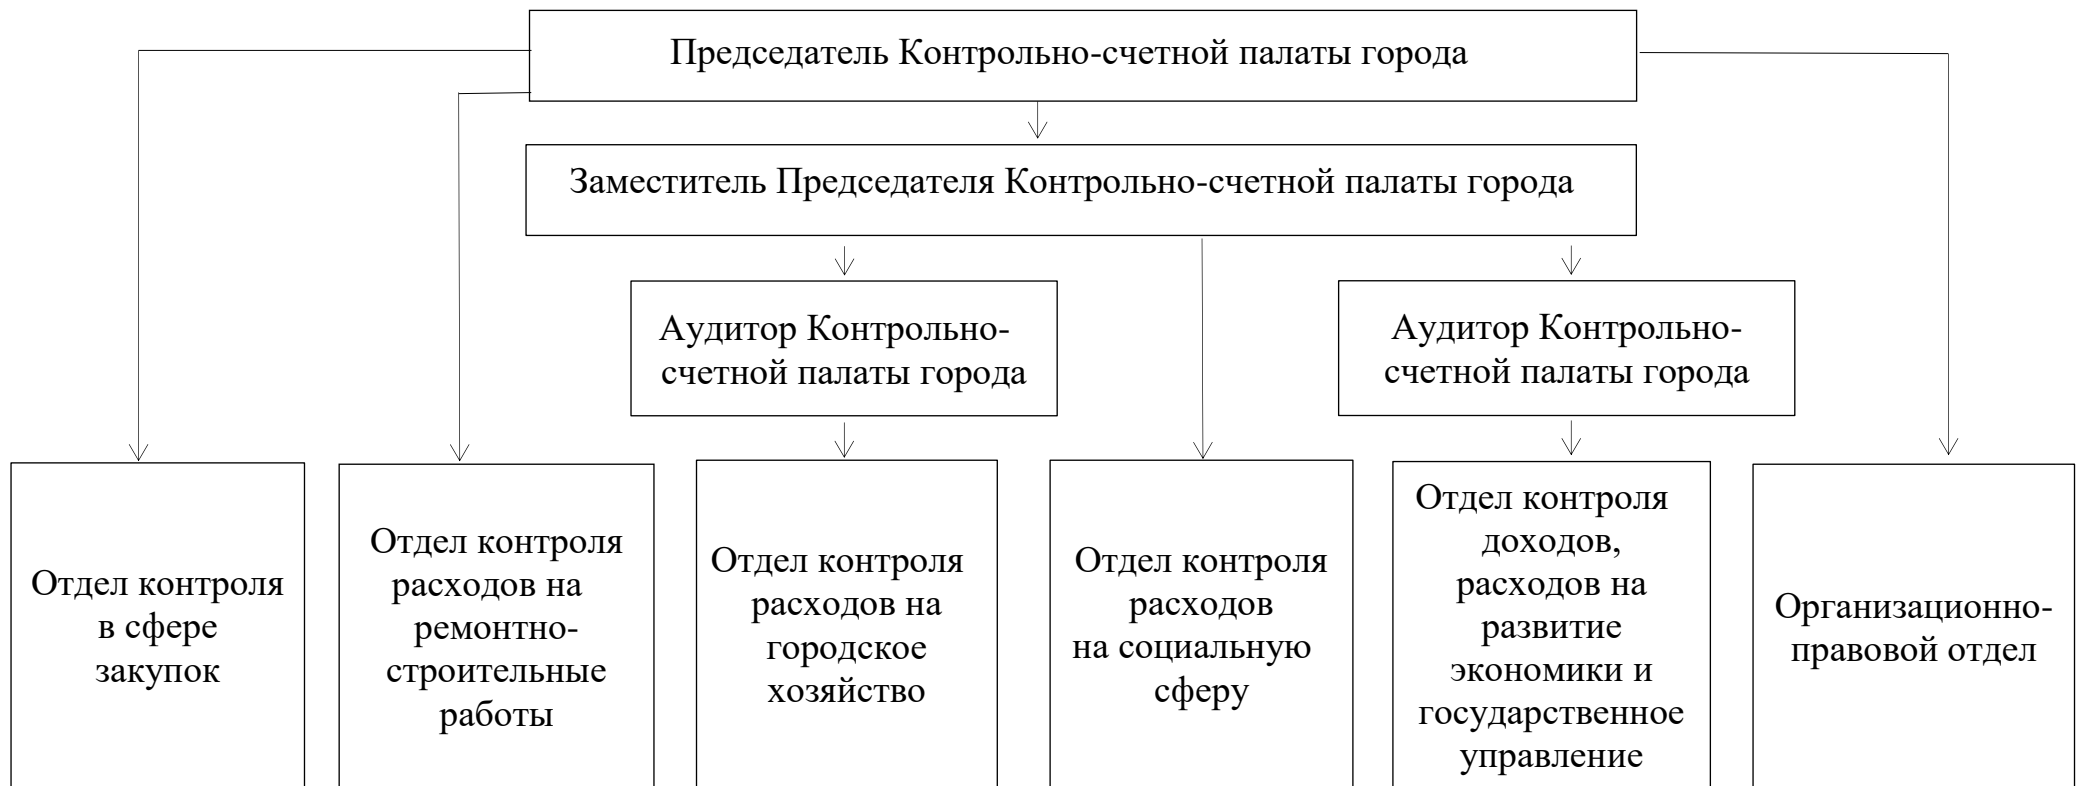 Председатель Контрольно-счетной палаты города
Заместитель Председателя Контрольно-счетной палаты города
Аудитор Контрольно-
счетной палаты города
Аудитор Контрольно-
счетной палаты города
Отдел контроля
в сфере
закупок
Отдел контроля
расходов на
ремонтно-
строительные
работы
Отдел контроля
расходов на
городское
хозяйство
Отдел контроля
расходов
на социальную
сферу
Отдел контроля
доходов,
расходов на
развитие
экономики и
государственное
управление
Организационно-
правовой отдел